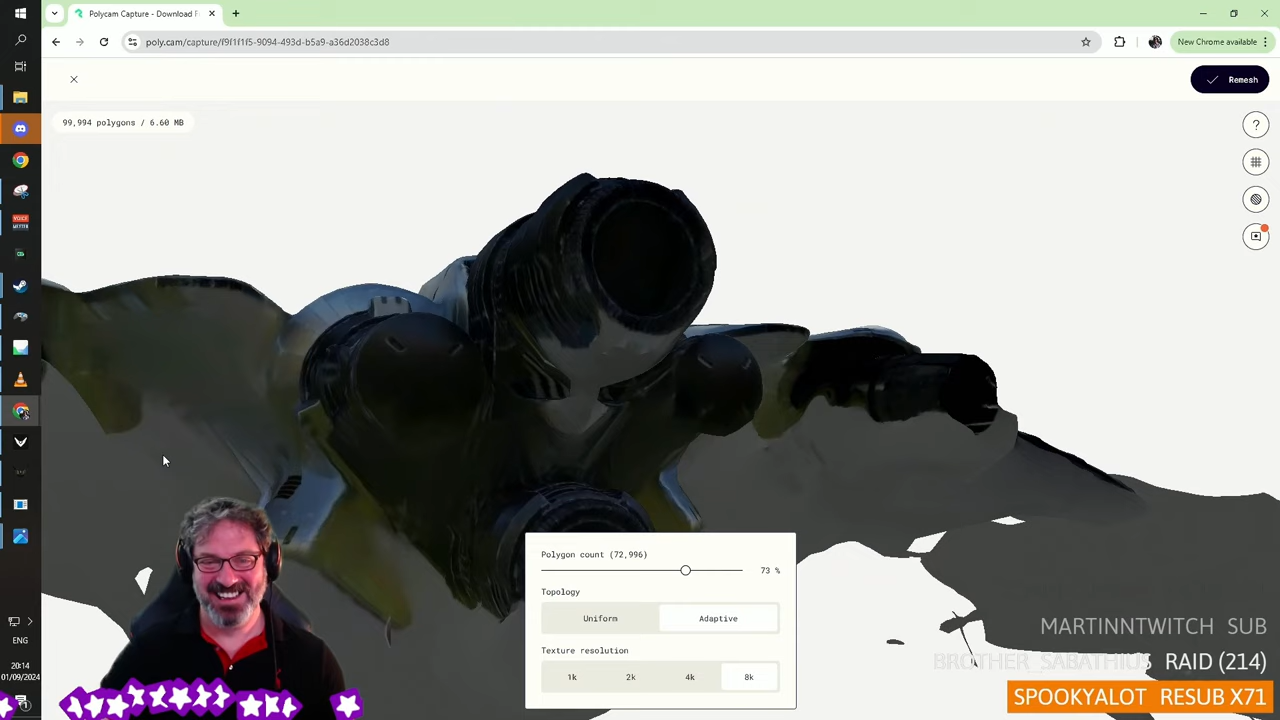 Polycam Capture - Download F
poly.cam/capture/f9f1f1f5-9094-493d-b5a9-a36d2038c3d8
New Chrome available
Remesh
99,994 polygons / 6.60 MB
?
Polygon count (72,996)
73 %
Topology
Uniform
Adaptive
Texture resolution
1k
2k
4k
8k
VOICE
MEETER
ENG
20:14
01/09/2024
MARTINNTWITCH SUB
BROTHER_SABATHIUS RAID (214)
SPOOKYALOT RESUB X71